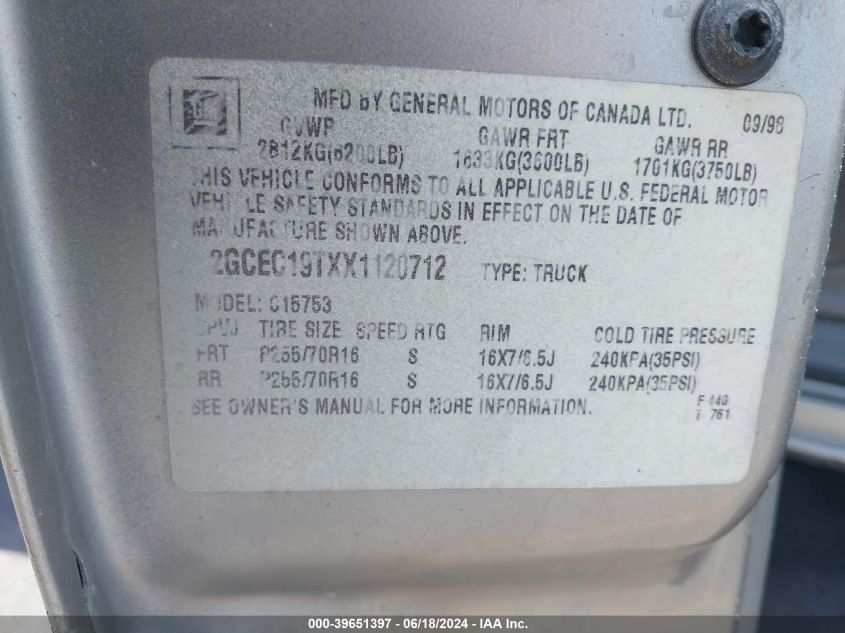 MFD BY GENERAL MOTORS OF CANADA LTD. 09/98
GVWR GAWR FRT GAWR RR
2812KG(6200LB) 1633KG(3600LB) 1701KG(3750LB)
THIS VEHICLE CONFORMS TO ALL APPLICABLE U.S. FEDERAL MOTOR
VEHICLE SAFETY STANDARDS IN EFFECT ON THE DATE OF
MANUFACTURE SHOWN ABOVE.
2GCEC19TXX1120712 TYPE: TRUCK
MODEL: C15753
TIRE SIZE SPEED RTG RIM COLD TIRE PRESSURE
FRT P255/70R16 S 16X7/6.5J 240KPA(35PSI)
RR P255/70R16 S 16X7/6.5J 240KPA(35PSI)
SEE OWNER'S MANUAL FOR MORE INFORMATION.
F 440
T 761
000-39651397 - 06/18/2024 - IAA Inc.